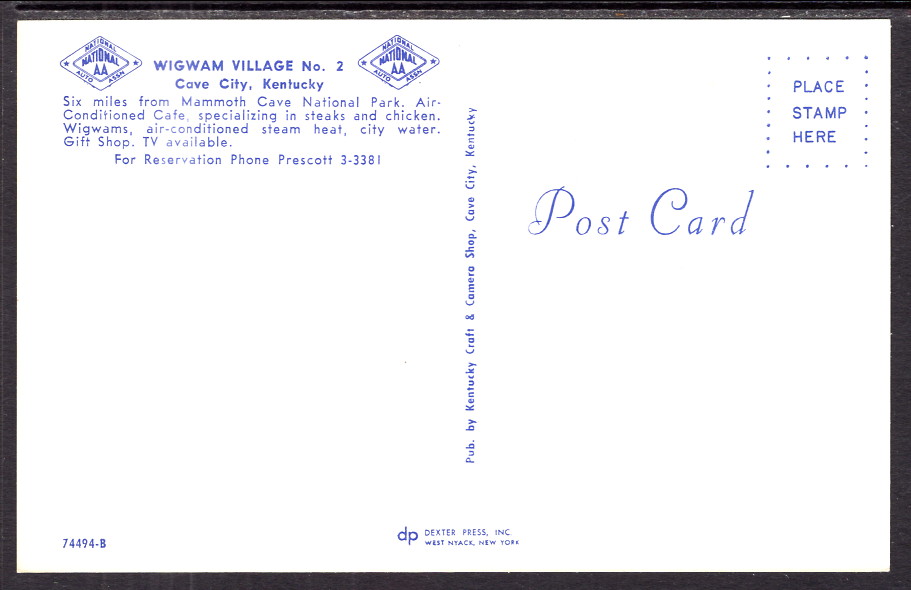 NATIONAL
NATIONAL
AA
AUTO ASSN
WIGWAM VILLAGE No. 2
NATIONAL
NATIONAL
AA
AUTO ASSN
Cave City, Kentucky
Six miles from Mammoth Cave National Park. Air-
Conditioned Cafe, specializing in steaks and chicken.
Wigwams, air-conditioned steam heat, city water.
Gift Shop. TV available.
For Reservation Phone Prescott 3-3381
Pub. by Kentucky Craft & Camera Shop, Cave City, Kentucky
PLACE
STAMP
HERE
Post Card
74494-B
dp DEXTER PRESS, INC
WEST NYACK, NEW YORK